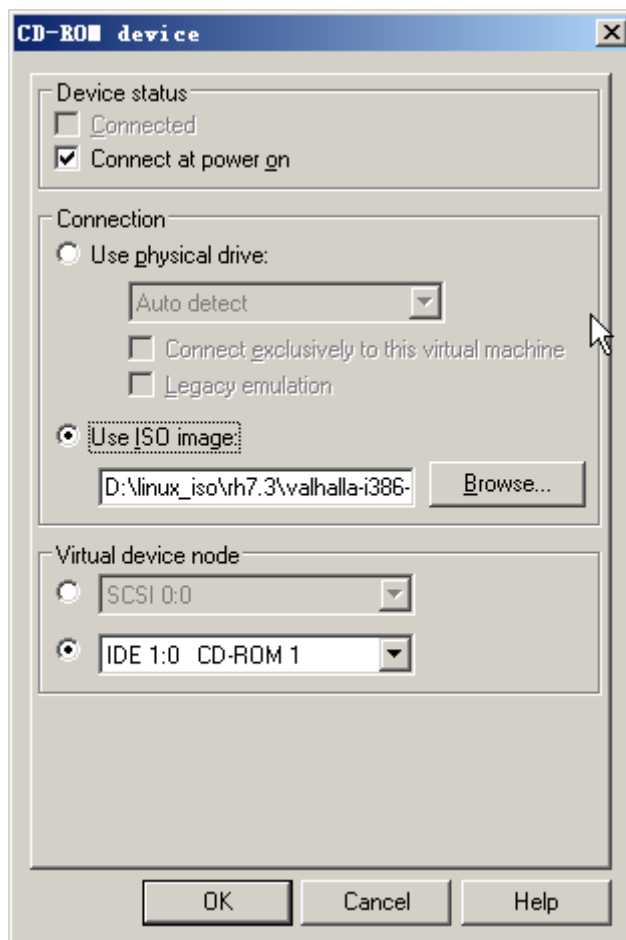 CD-ROM device
Device status
Connected
Connect at power on
Connection
Use physical drive:
Auto detect
Connect exclusively to this virtual machine
Legacy emulation
Use ISO image:
D:\linux_iso\rh7.3\valhalla-i386- Browse...
Virtual device node
SCSI 0:0
IDE 1:0 CD-ROM 1
OK Cancel Help